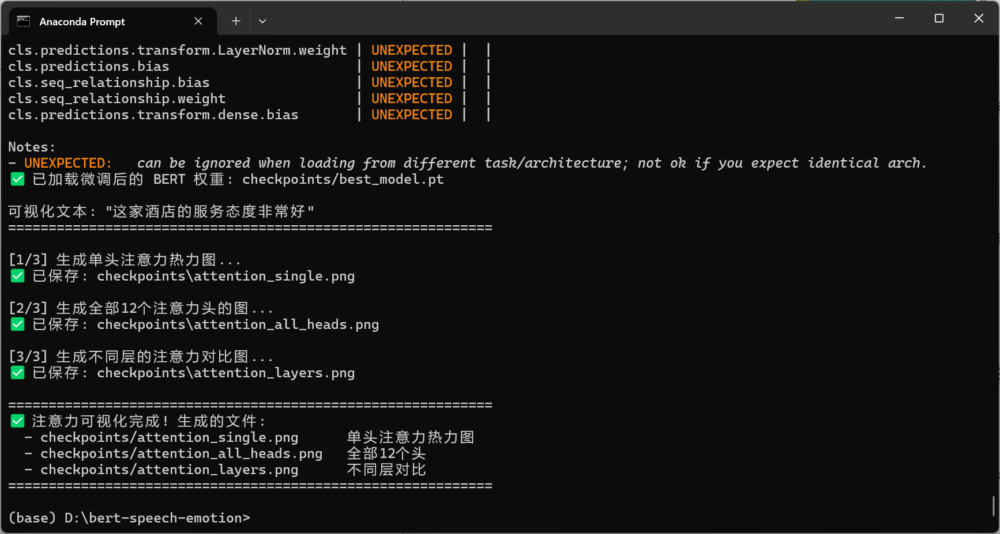 Anaconda Prompt
cls.predictions.transform.LayerNorm.weight | UNEXPECTED |  |
cls.predictions.bias                       | UNEXPECTED |  |
cls.seq_relationship.bias                  | UNEXPECTED |  |
cls.seq_relationship.weight                | UNEXPECTED |  |
cls.predictions.transform.dense.bias       | UNEXPECTED |  |
Notes:
- UNEXPECTED:   can be ignored when loading from different task/architecture; not ok if you expect identical arch.
✅ 已加载微调后的 BERT 权重: checkpoints/best_model.pt
可视化文本: "这家酒店的服务态度非常好"
============================================================
[1/3] 生成单头注意力热力图...
✅ 已保存: checkpoints\attention_single.png
[2/3] 生成全部12个注意力头的图...
✅ 已保存: checkpoints\attention_all_heads.png
[3/3] 生成不同层的注意力对比图...
✅ 已保存: checkpoints\attention_layers.png
============================================================
✅ 注意力可视化完成! 生成的文件:
  - checkpoints/attention_single.png      单头注意力热力图
  - checkpoints/attention_all_heads.png   全部12个头
  - checkpoints/attention_layers.png      不同层对比
============================================================
(base) D:\bert-speech-emotion>